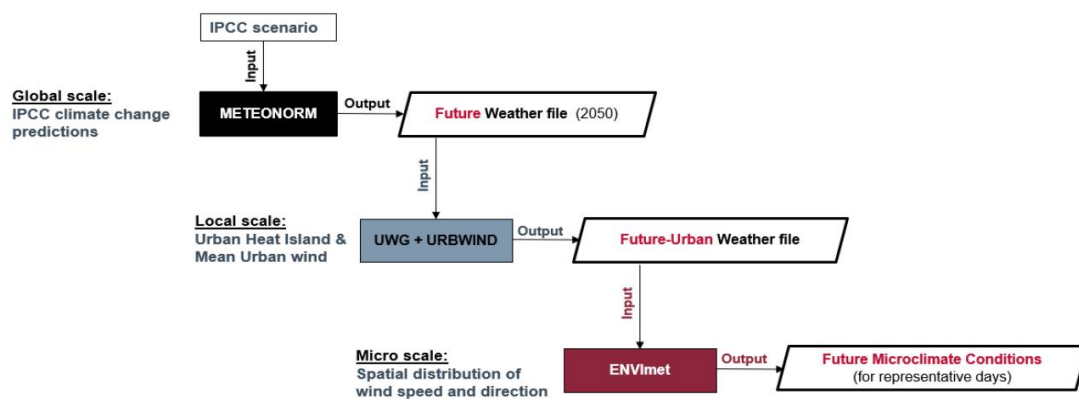 IPCC scenario
Input
Global scale:
IPCC climate change
predictions
METEONORM
Output
Future Weather file (2050)
Input
Local scale:
Urban Heat Island &
Mean Urban wind
UWG + URBWIND
Output
Future-Urban Weather file
Input
Micro scale:
Spatial distribution of
wind speed and direction
ENVImet
Output
Future Microclimate Conditions
(for representative days)